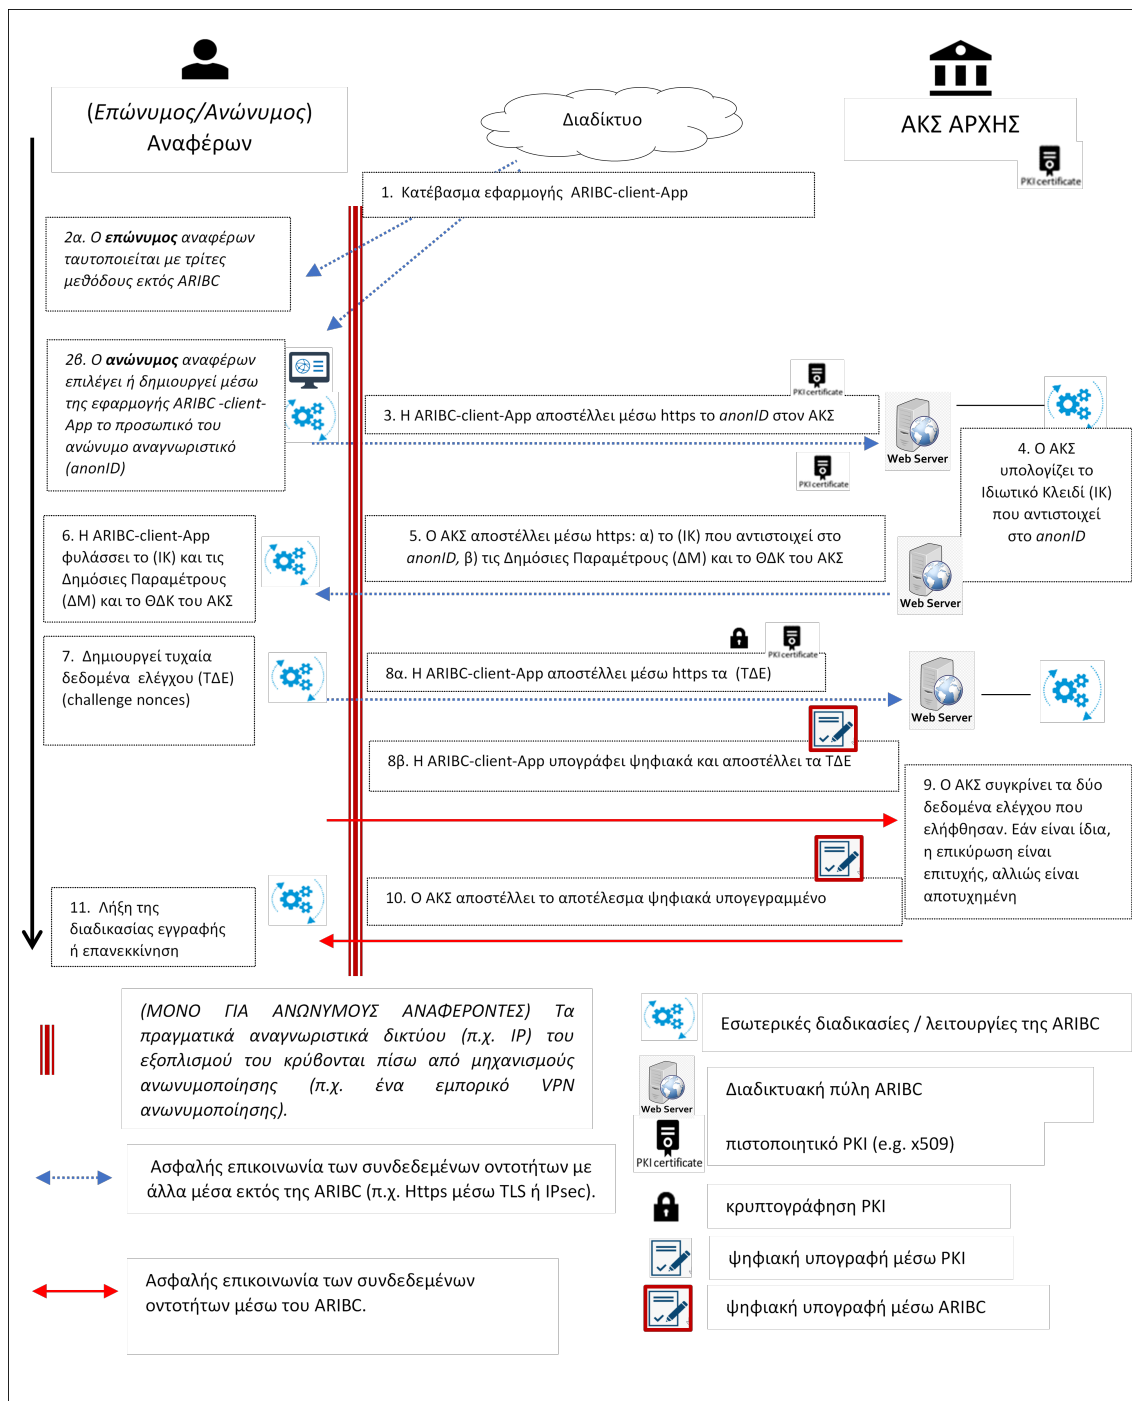 (Επώνυμος/Ανώνυμος)
Αναφέρων
Διαδίκτυο
ΑΚΣ ΑΡΧΗΣ
PKI certificate
1. Κατέβασμα εφαρμογής ARIBC-client-App
2α. Ο επώνυμος αναφέρων
ταυτοποιείται με τρίτες
μεθόδους εκτός ARIBC
2β. Ο ανώνυμος αναφέρων
επιλέγει ή δημιουργεί μέσω
της εφαρμογής ARIBC -client-
App το προσωπικό του
ανώνυμο αναγνωριστικό
(anonID)
PKI certificate
3. Η ARIBC-client-App αποστέλλει μέσω https το anonID στον ΑΚΣ
Web Server
PKI certificate
4. Ο ΑΚΣ
υπολογίζει το
Ιδιωτικό Κλειδί (ΙΚ)
που αντιστοιχεί
στο anonID
5. Ο ΑΚΣ αποστέλλει μέσω https: α) το (ΙΚ) που αντιστοιχεί στο
anonID, β) τις Δημόσιες Παραμέτρους (ΔΜ) και το ΘΔΚ του ΑΚΣ
Web Server
6. Η ARIBC-client-App
φυλάσσει το (ΙΚ) και τις
Δημόσιες Παραμέτρους
(ΔΜ) και το ΘΔΚ του ΑΚΣ
7. Δημιουργεί τυχαία
δεδομένα ελέγχου (ΤΔΕ)
(challenge nonces)
PKI certificate
8α. Η ARIBC-client-App αποστέλλει μέσω https τα (ΤΔΕ)
Web Server
8β. Η ARIBC-client-App υπογράφει ψηφιακά και αποστέλλει τα ΤΔΕ
9. Ο ΑΚΣ συγκρίνει τα δύο
δεδομένα ελέγχου που
ελήφθησαν. Εάν είναι ίδια,
η επικύρωση είναι
επιτυχής, αλλιώς είναι
αποτυχημένη
10. Ο ΑΚΣ αποστέλλει το αποτέλεσμα ψηφιακά υπογεγραμμένο
11. Λήξη της
διαδικασίας εγγραφής
ή επανεκκίνηση
(ΜΟΝΟ ΓΙΑ ΑΝΩΝΥΜΟΥΣ ΑΝΑΦΕΡΟΝΤΕΣ) Τα
πραγματικά αναγνωριστικά δικτύου (π.χ. IP) του
εξοπλισμού του κρύβονται πίσω από μηχανισμούς
ανωνυμοποίησης (π.χ. ένα εμπορικό VPN
ανωνυμοποίησης).
Ασφαλής επικοινωνία των συνδεδεμένων οντοτήτων με
άλλα μέσα εκτός της ARIBC (π.χ. Https μέσω TLS ή IPsec).
Ασφαλής επικοινωνία των συνδεδεμένων
οντοτήτων μέσω του ARIBC.
Εσωτερικές διαδικασίες / λειτουργίες της ARIBC
Web Server
Διαδικτυακή πύλη ARIBC
PKI certificate
πιστοποιητικό PKI (e.g. x509)
κρυπτογράφηση PKI
ψηφιακή υπογραφή μέσω PKI
ψηφιακή υπογραφή μέσω ARIBC